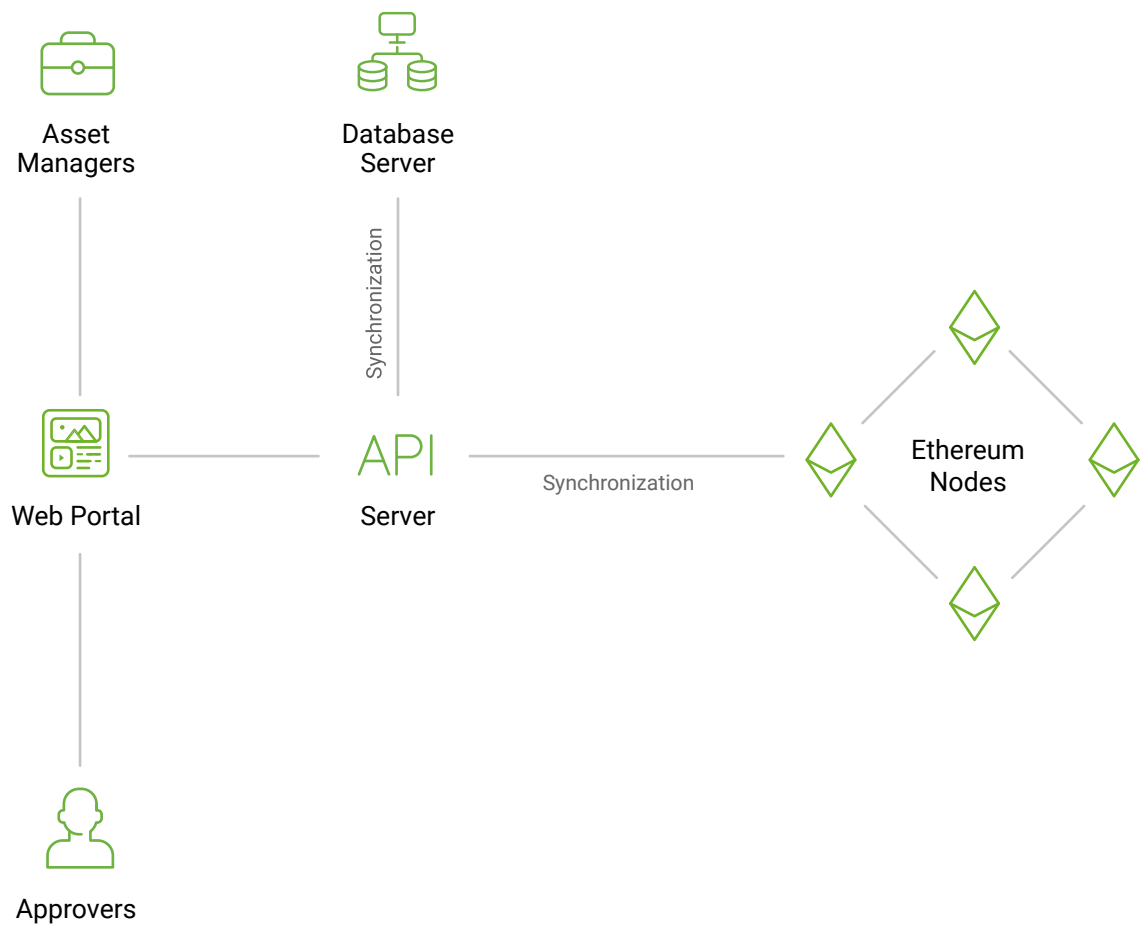 Asset
Managers
Database
Server
Synchronization
API
Server
Synchronization
Web Portal
Ethereum
Nodes
Approvers